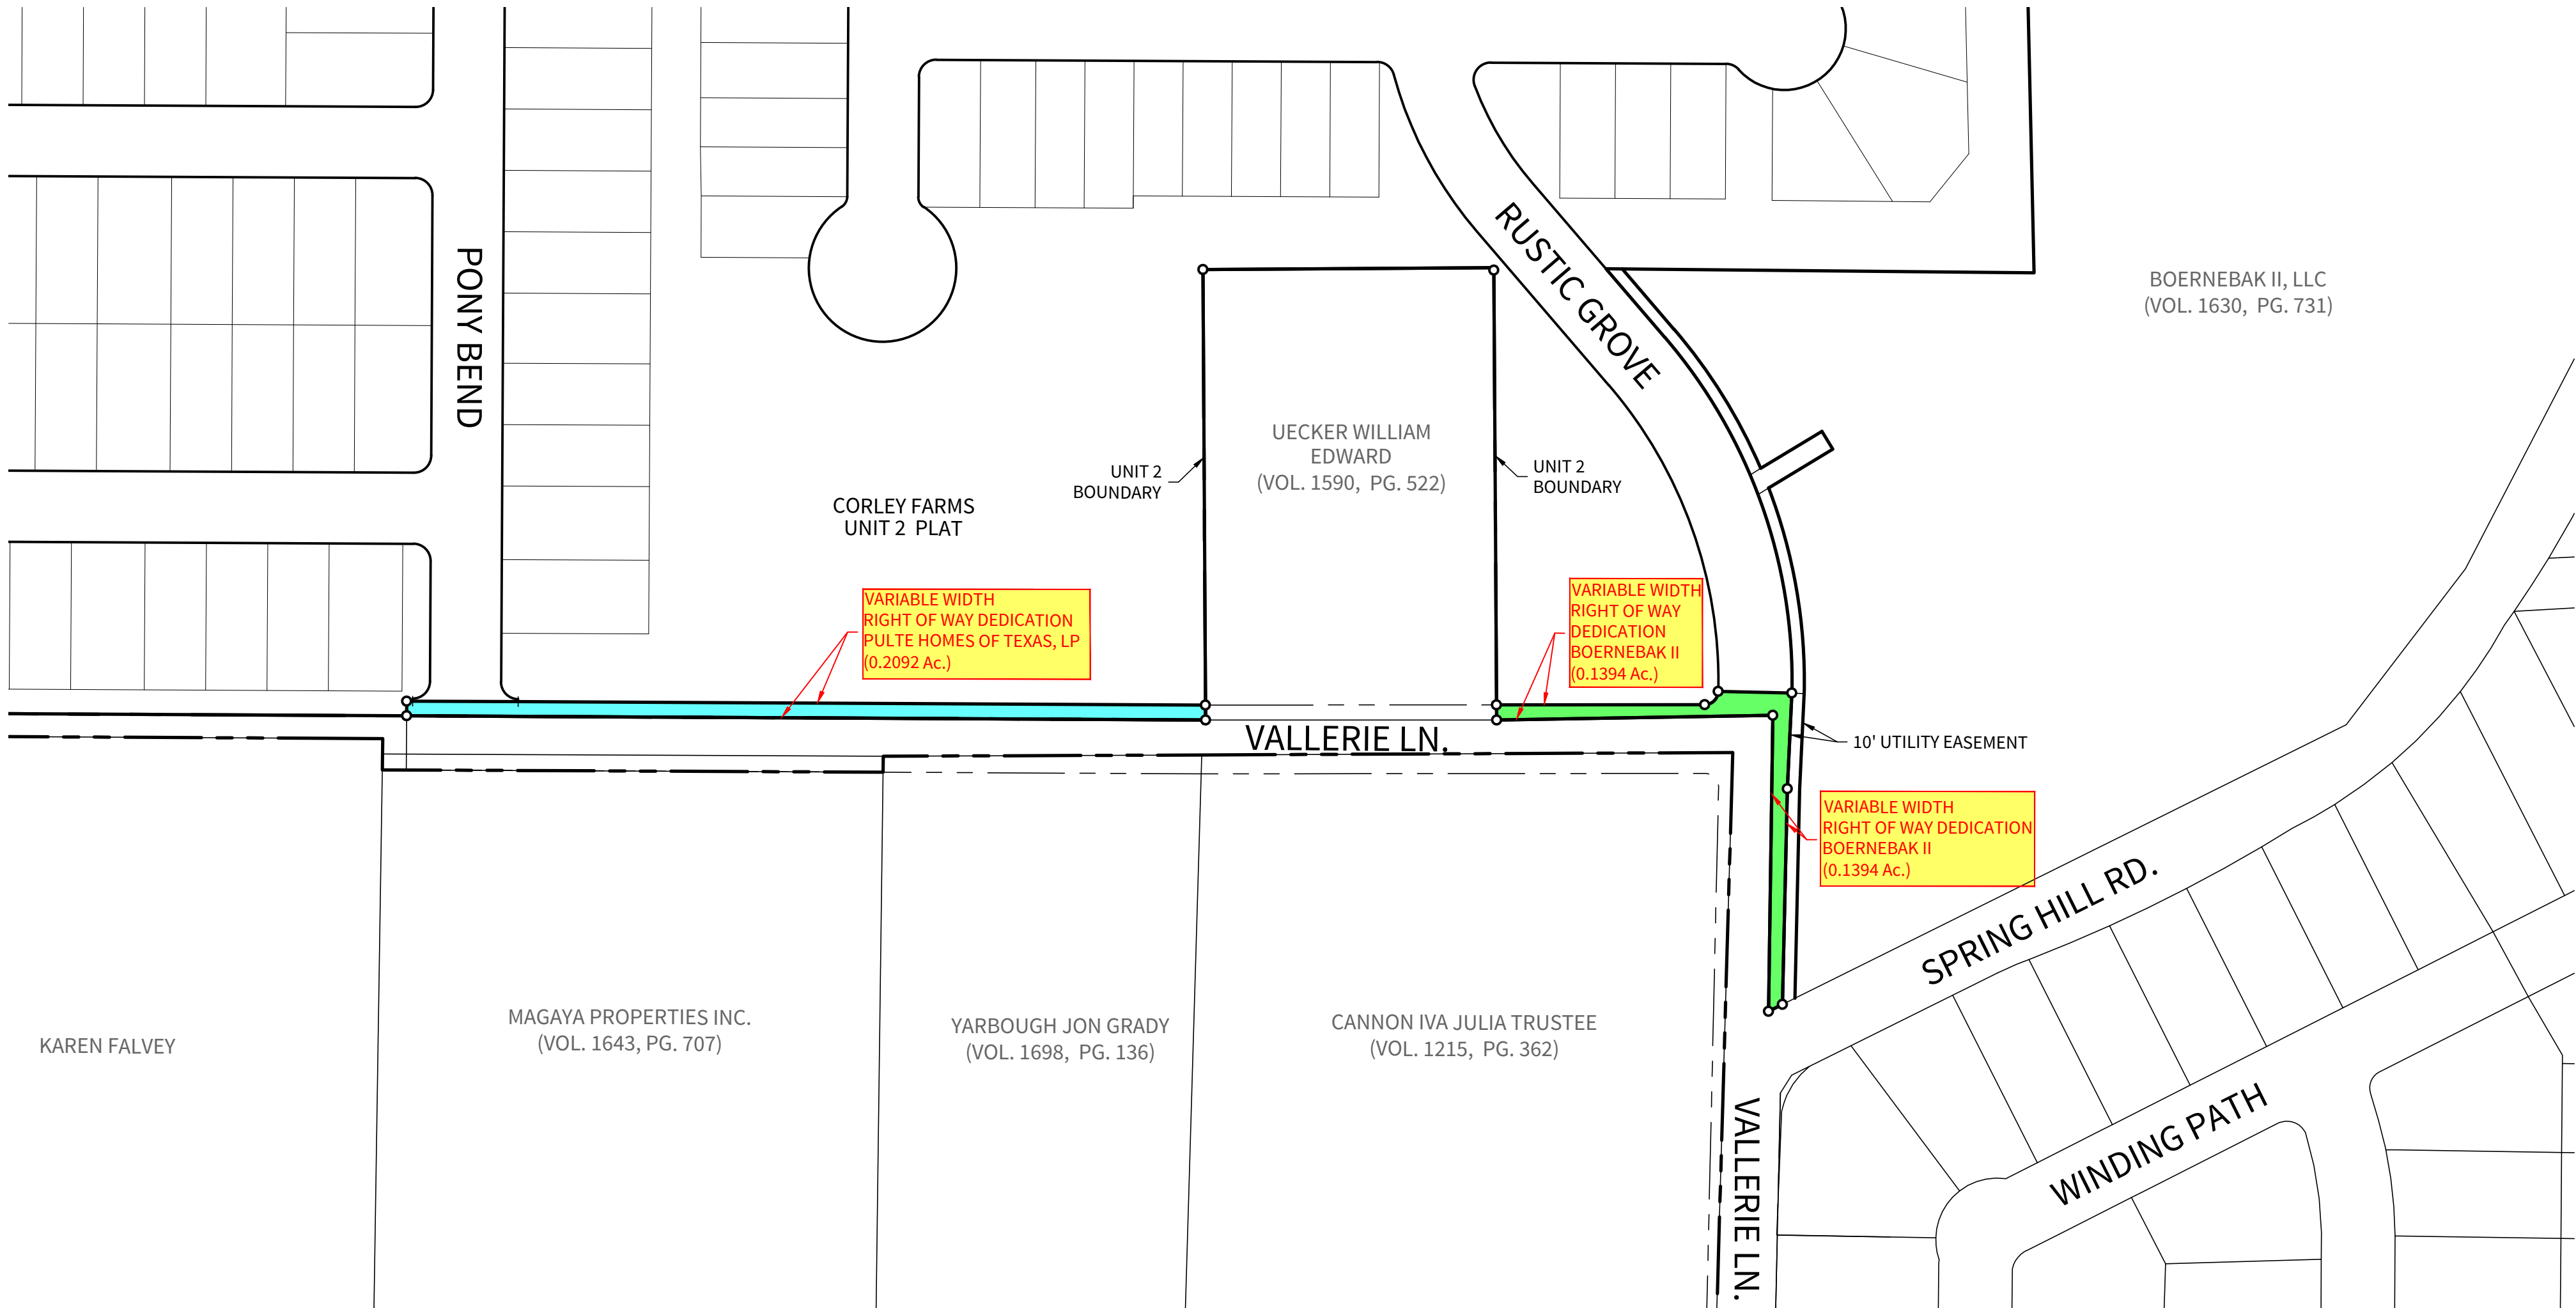 PONY BEND
RUSTIC GROVE
BOERNEBAK II, LLC
(VOL. 1630, PG. 731)
UECKER WILLIAM
EDWARD
(VOL. 1590, PG. 522)
UNIT 2
BOUNDARY
UNIT 2
BOUNDARY
CORLEY FARMS
UNIT 2 PLAT
VARIABLE WIDTH
RIGHT OF WAY DEDICATION
PULTE HOMES OF TEXAS, LP
(0.2092 Ac.)
VARIABLE WIDTH
RIGHT OF WAY
DEDICATION
BOERNEBAK II
(0.1394 Ac.)
VALLERIE LN.
10' UTILITY EASEMENT
VARIABLE WIDTH
RIGHT OF WAY DEDICATION
BOERNEBAK II
(0.1394 Ac.)
SPRING HILL RD.
KAREN FALVEY
MAGAYA PROPERTIES INC.
(VOL. 1643, PG. 707)
YARBOUGH JON GRADY
(VOL. 1698, PG. 136)
CANNON IVA JULIA TRUSTEE
(VOL. 1215, PG. 362)
VALLERIE LN.
WINDING PATH